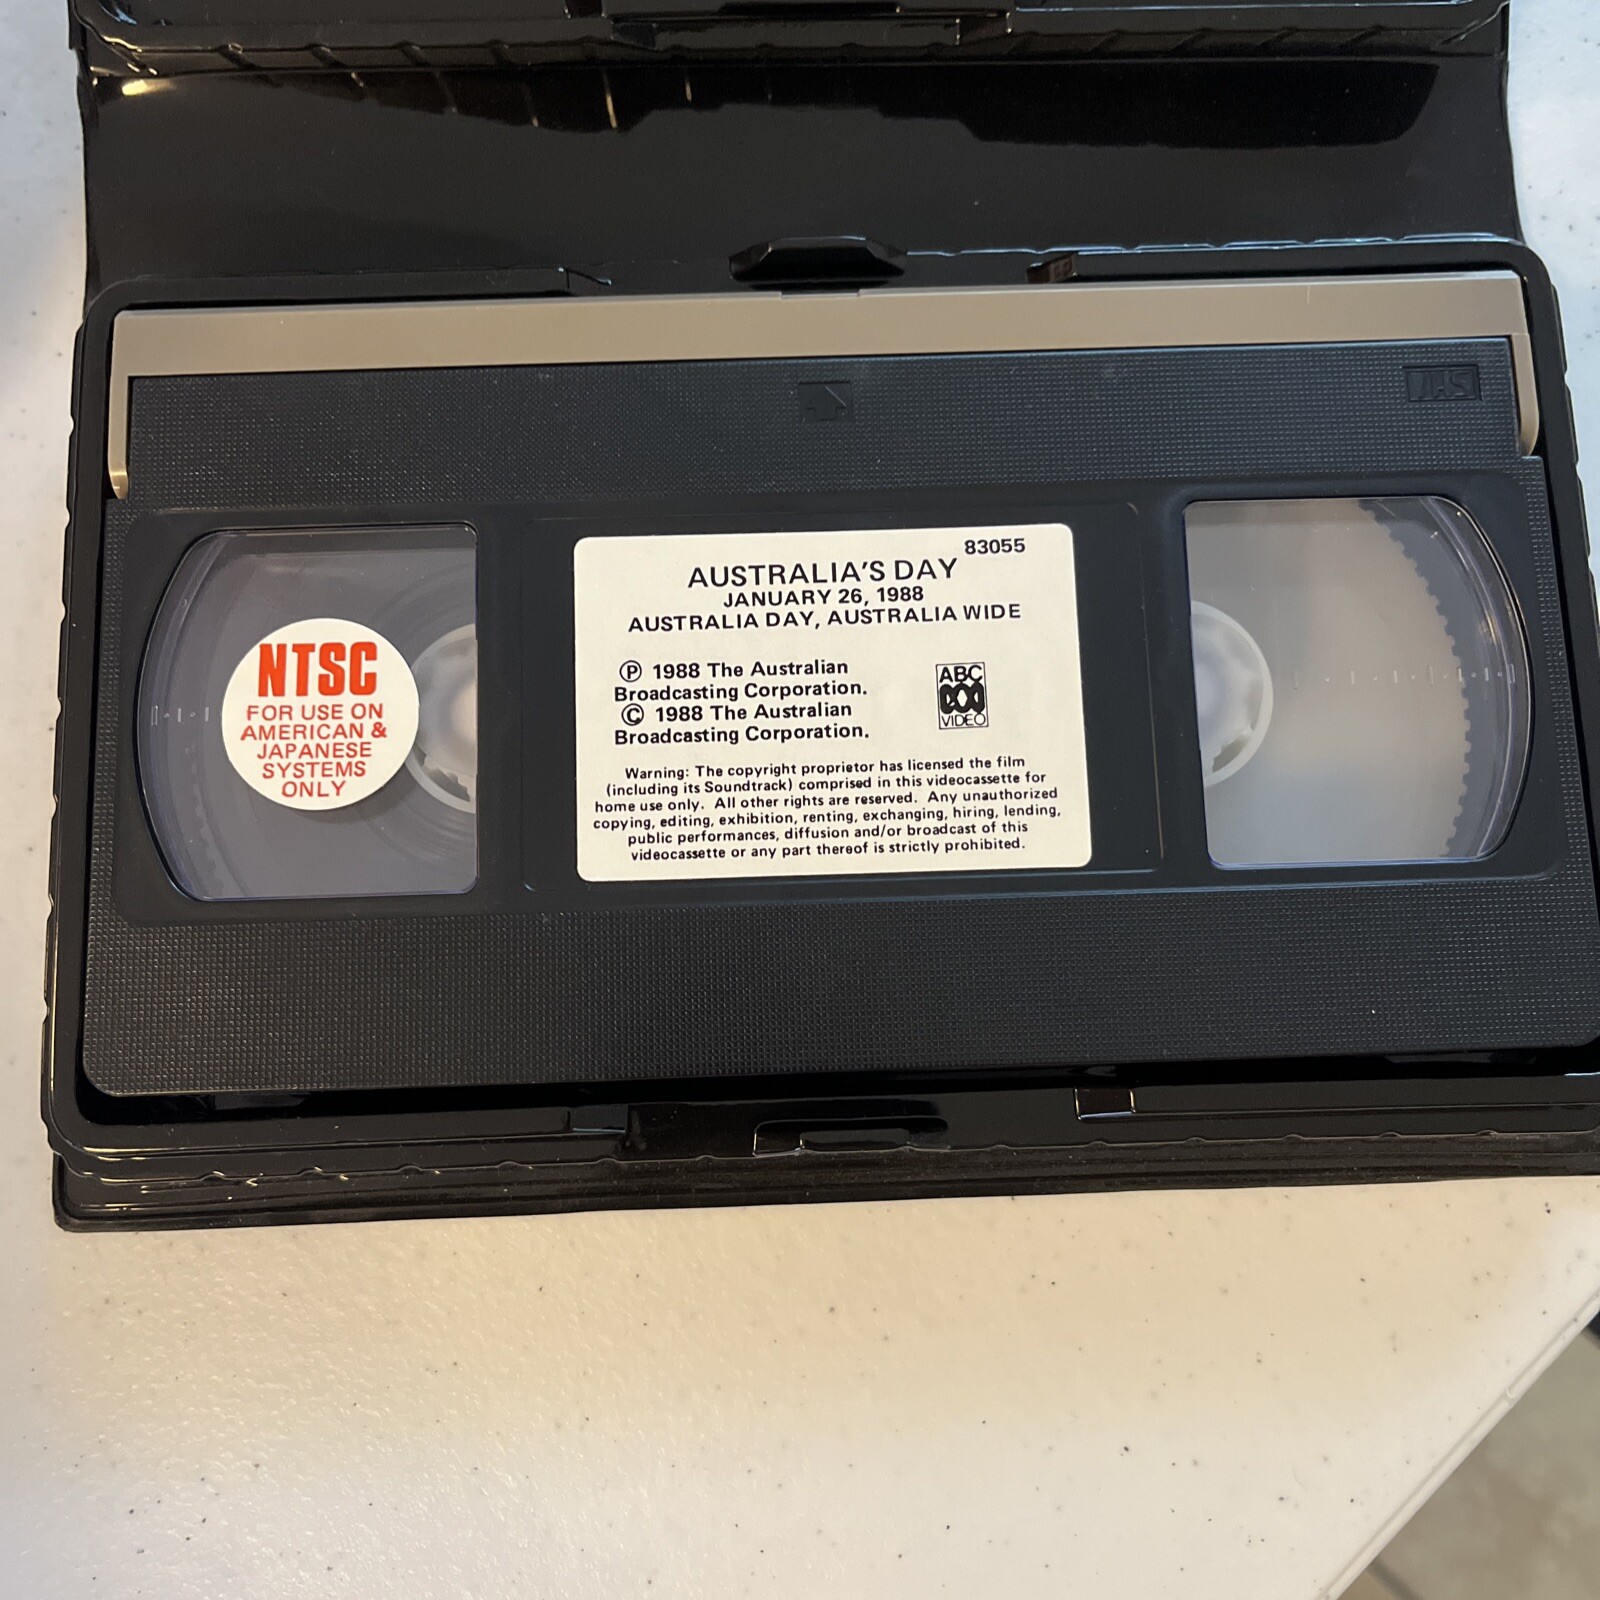 VHS
83055
AUSTRALIA'S DAY
JANUARY 26, 1988
AUSTRALIA DAY, AUSTRALIA WIDE
Ⓟ 1988 The Australian
Broadcasting Corporation.
© 1988 The Australian
Broadcasting Corporation.
ABC
VIDEO
Warning: The copyright proprietor has licensed the film
(including its Soundtrack) comprised in this videocassette for
home use only. All other rights are reserved. Any unauthorized
copying, editing, exhibition, renting, exchanging, hiring, lending,
public performances, diffusion and/or broadcast of this
videocassette or any part thereof is strictly prohibited.
NTSC
FOR USE ON
AMERICAN &
JAPANESE
SYSTEMS
ONLY